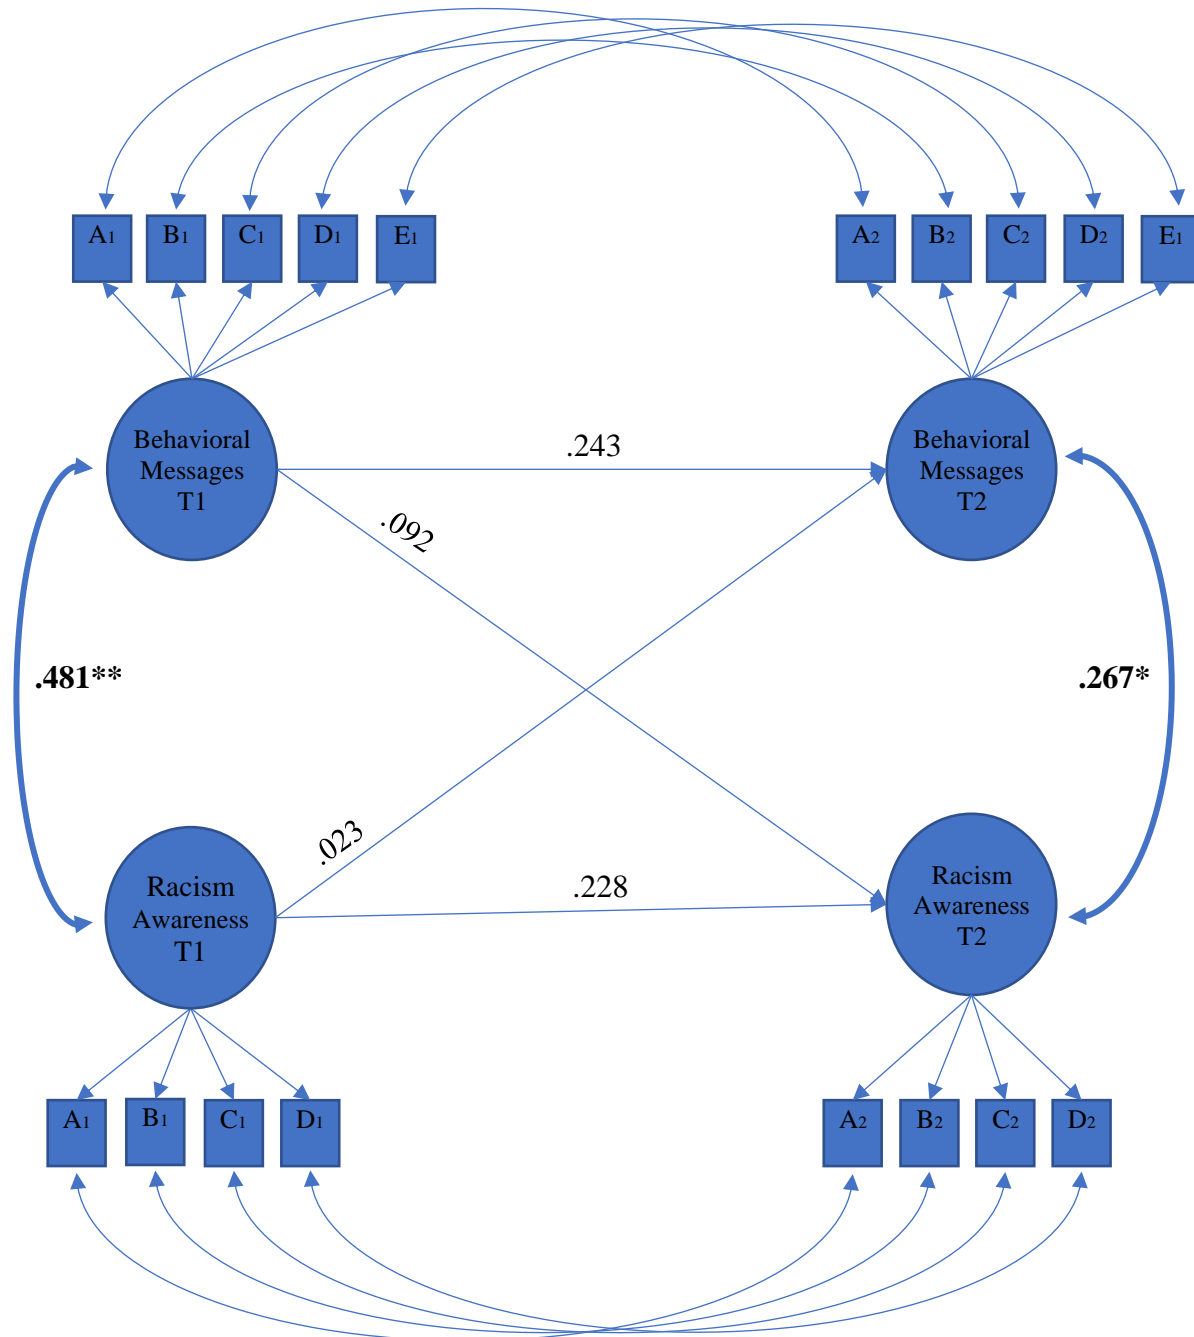 A1 B1 C1 D1 E1 A2 B2 C2 D2 E1
Behavioral
Messages
T1
.243
Behavioral
Messages
T2
.092
.481**
.267*
.023
Racism
Awareness
T1
.228
Racism
Awareness
T2
A1 B1 C1 D1 A2 B2 C2 D2